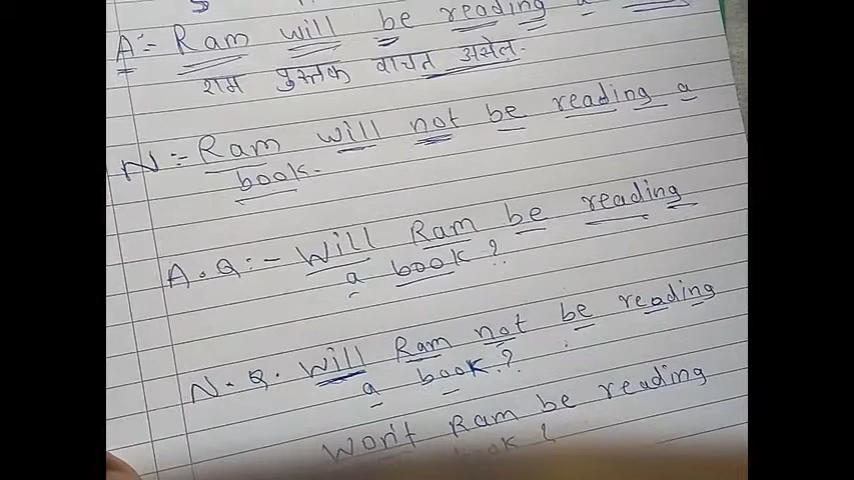 A:- Ram will be reading a
राम पुस्तक वाचत असेल.
N:- Ram will not be reading a
book.
A.Q:- Will Ram be reading
a book?
N.Q. Will Ram not be reading
a book?
Won't Ram be reading
book?